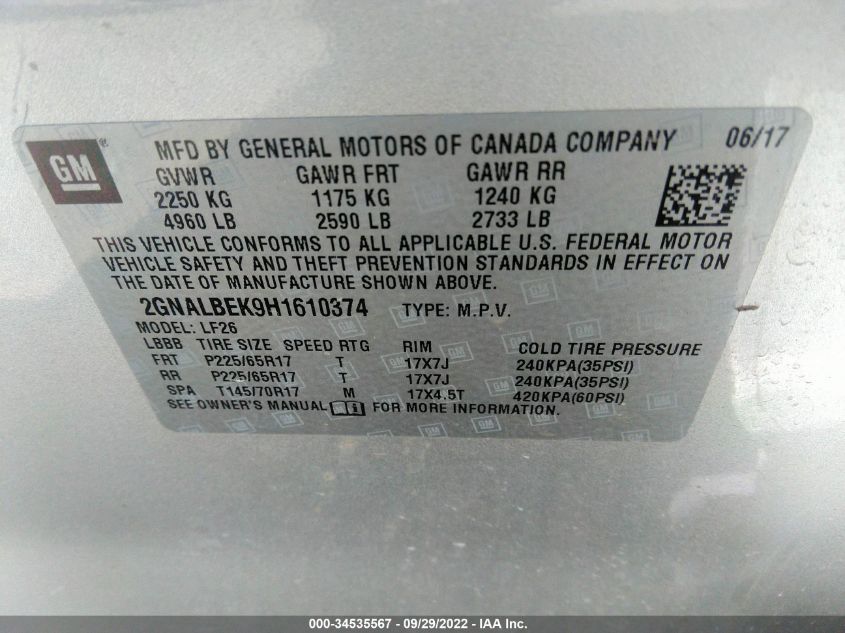 GM ® MFD BY GENERAL MOTORS OF CANADA COMPANY 06/17
GVWR GAWR FRT GAWR RR
2250 KG 1175 KG 1240 KG
4960 LB 2590 LB 2733 LB
THIS VEHICLE CONFORMS TO ALL APPLICABLE U.S. FEDERAL MOTOR
VEHICLE SAFETY AND THEFT PREVENTION STANDARDS IN EFFECT ON
THE DATE OF MANUFACTURE SHOWN ABOVE.
2GNALBEK9H1610374 TYPE: M.P.V.
MODEL: LF26
LBBB TIRE SIZE SPEED RTG RIM COLD TIRE PRESSURE
FRT P225/65R17 T 17X7J 240KPA(35PSI)
RR P225/65R17 T 17X7J 240KPA(35PSI)
SPA T145/70R17 M 17X4.5T 420KPA(60PSI)
SEE OWNER'S MANUAL FOR MORE INFORMATION.
000-34535567 - 09/29/2022 - IAA Inc.